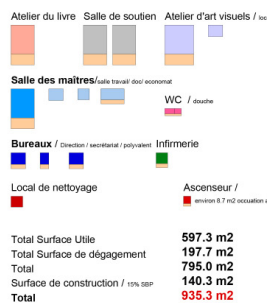 Atelier du livre Salle de soutien Atelier d'art visuels / loc
Salle des maîtres/salle travail/ doc/ economat
WC / douche
Bureaux / Direction / secrétariat / polyvalent Infirmerie
Local de nettoyage Ascenseur /
environ 8.7 m2 occuation a
Total Surface Utile 597.3 m2
Total Surface de dégagement 197.7 m2
Total 795.0 m2
Surface de construction / 15% SBP 140.3 m2
Total 935.3 m2